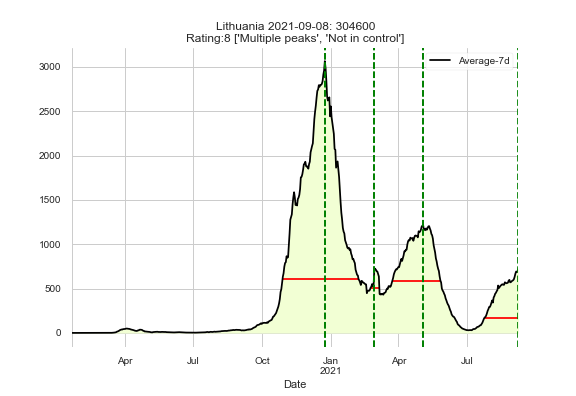 Lithuania 2021-09-08: 304600
Rating:8 ['Multiple peaks', 'Not in control']
Average-7d
3000
2500
2000
1500
1000
500
0
Apr
Jul
Oct
Jan
2021
Apr
Jul
Date